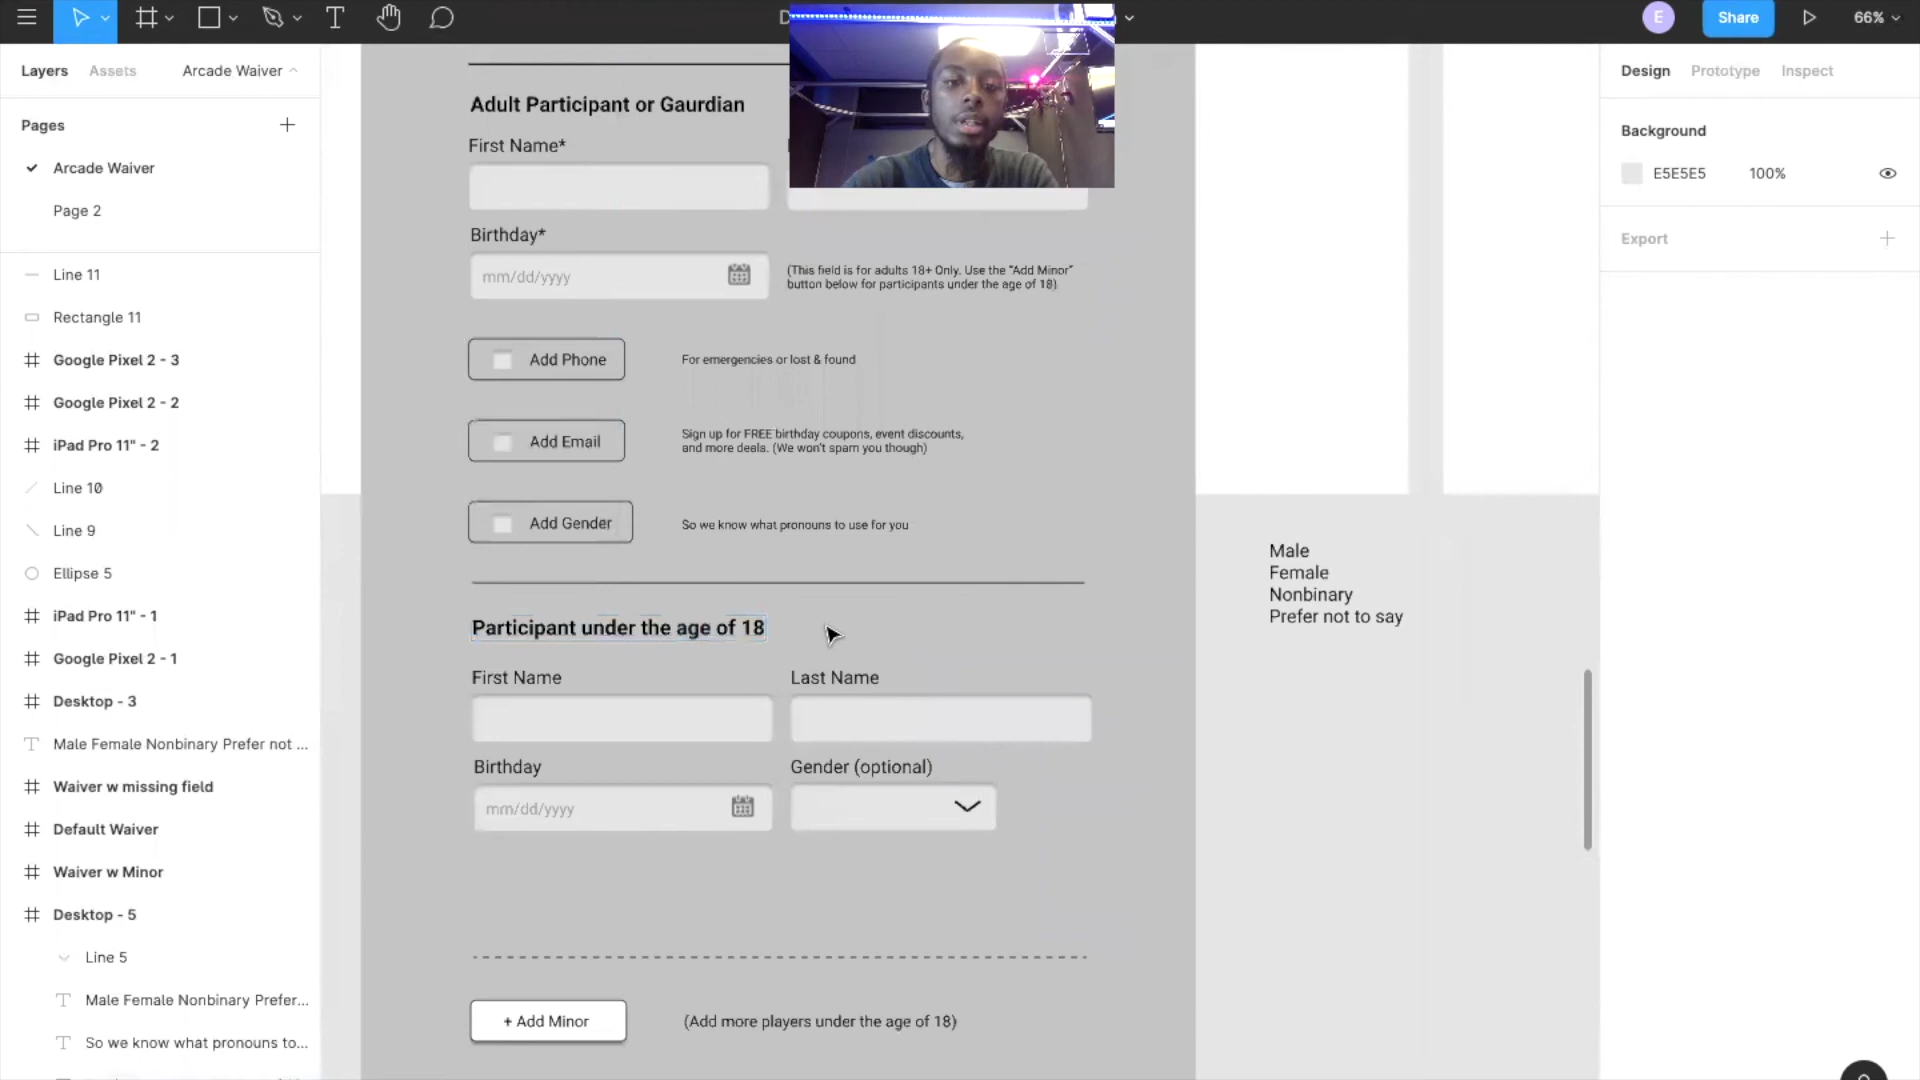 E
Share
66%
Layers
Assets
Arcade Waiver
Design
Prototype
Inspect
Pages
Arcade Waiver
Page 2
Background
E5E5E5
100%
Export
Line 11
Rectangle 11
Google Pixel 2 - 3
Google Pixel 2 - 2
iPad Pro 11" - 2
Line 10
Line 9
Ellipse 5
iPad Pro 11" - 1
Google Pixel 2 - 1
Desktop - 3
Male Female Nonbinary Prefer not ...
Waiver w missing field
Default Waiver
Waiver w Minor
Desktop - 5
Line 5
Male Female Nonbinary Prefer...
So we know what pronouns to...
Adult Participant or Gaurdian
First Name*
Birthday*
mm/dd/yyyy
(This field is for adults 18+ Only. Use the "Add Minor"
button below for participants under the age of 18)
Add Phone
For emergencies or lost & found
Add Email
Sign up for FREE birthday coupons, event discounts,
and more deals. (We won't spam you though)
Add Gender
So we know what pronouns to use for you
Participant under the age of 18
First Name
Last Name
Birthday
Gender (optional)
mm/dd/yyyy
+ Add Minor
(Add more players under the age of 18)
Male
Female
Nonbinary
Prefer not to say